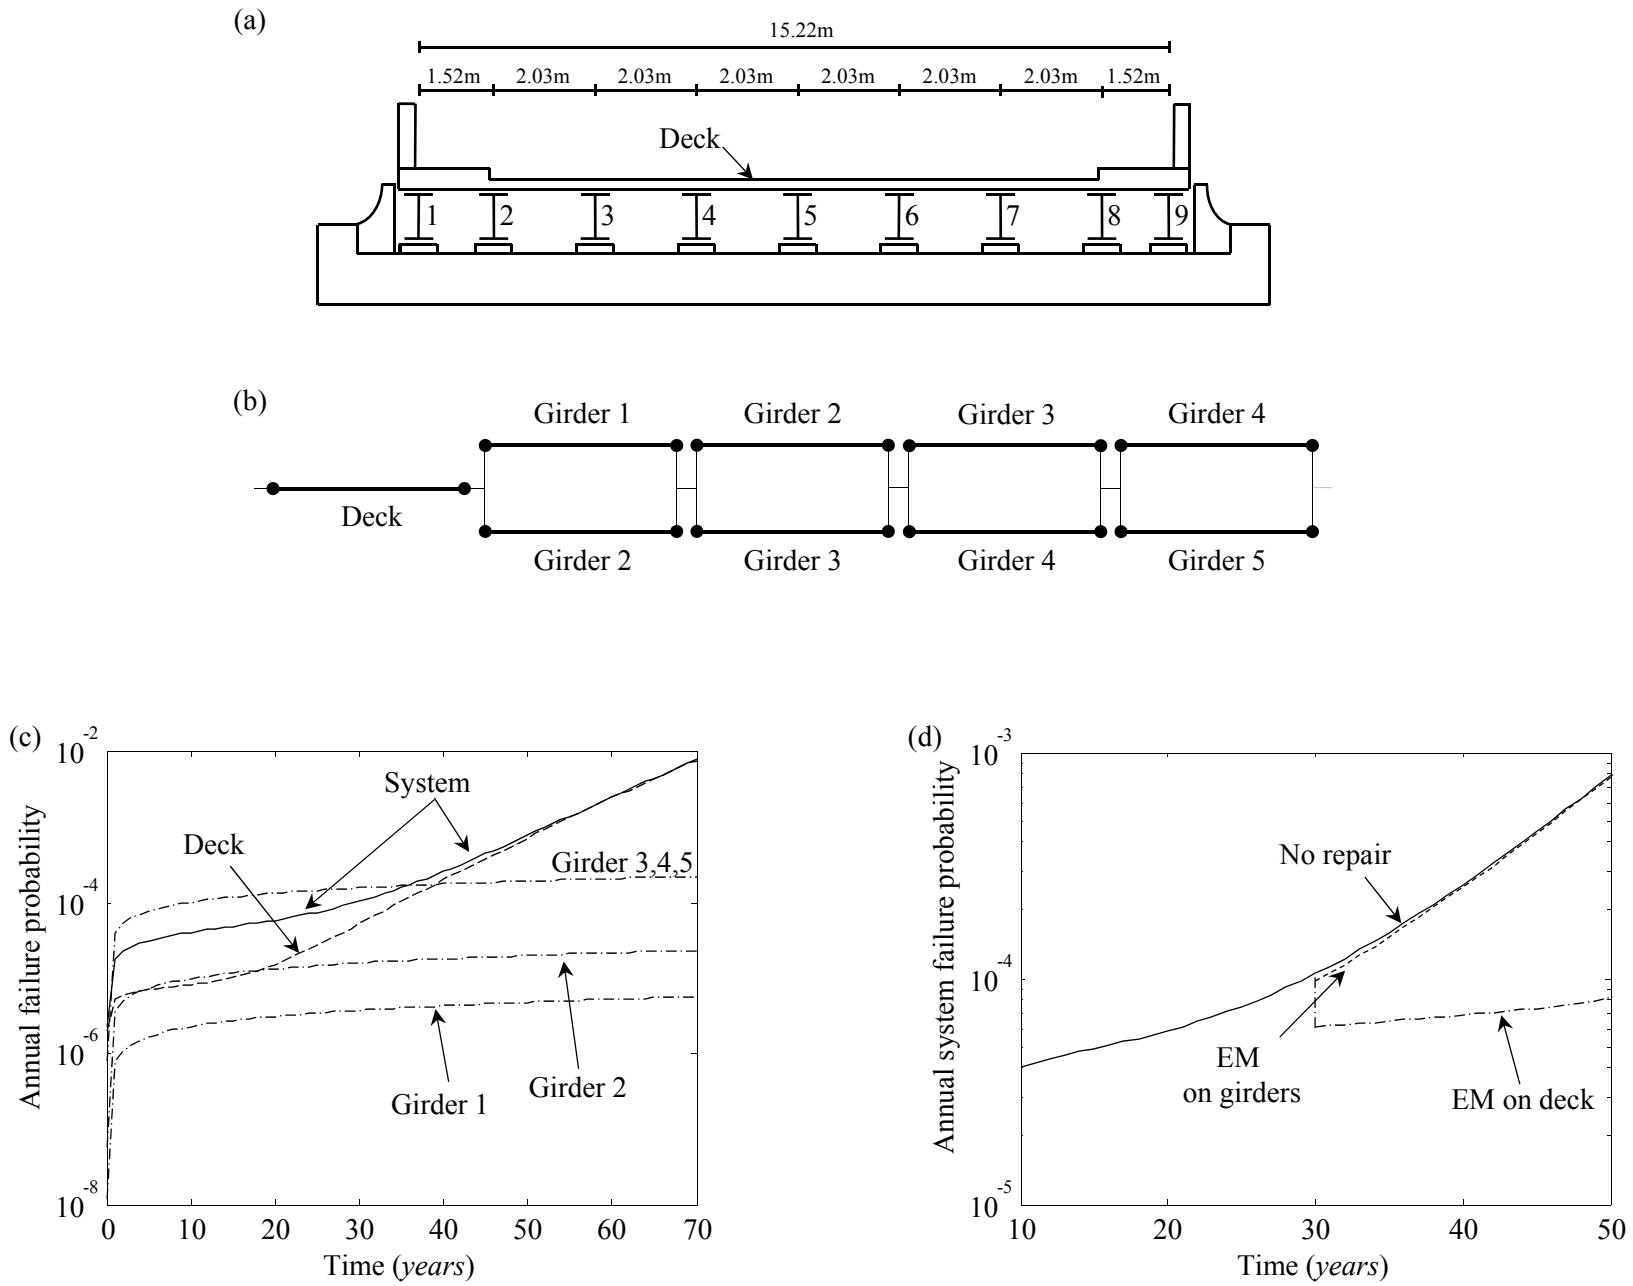 (a)
15.22m
1.52m 2.03m 2.03m 2.03m 2.03m 2.03m 2.03m 1.52m
Deck
1 2 3 4 5 6 7 8 9
(b)
Girder 1 Girder 2 Girder 3 Girder 4
Deck
Girder 2 Girder 3 Girder 4 Girder 5
(c)
Annual failure probability
10-2
10-4
10-6
10-8
System
Deck
Girder 3,4,5
Girder 2
Girder 1
0 10 20 30 40 50 60 70
Time (years)
(d)
Annual system failure probability
10-3
10-4
10-5
No repair
EM
on girders
EM on deck
10 20 30 40 50
Time (years)